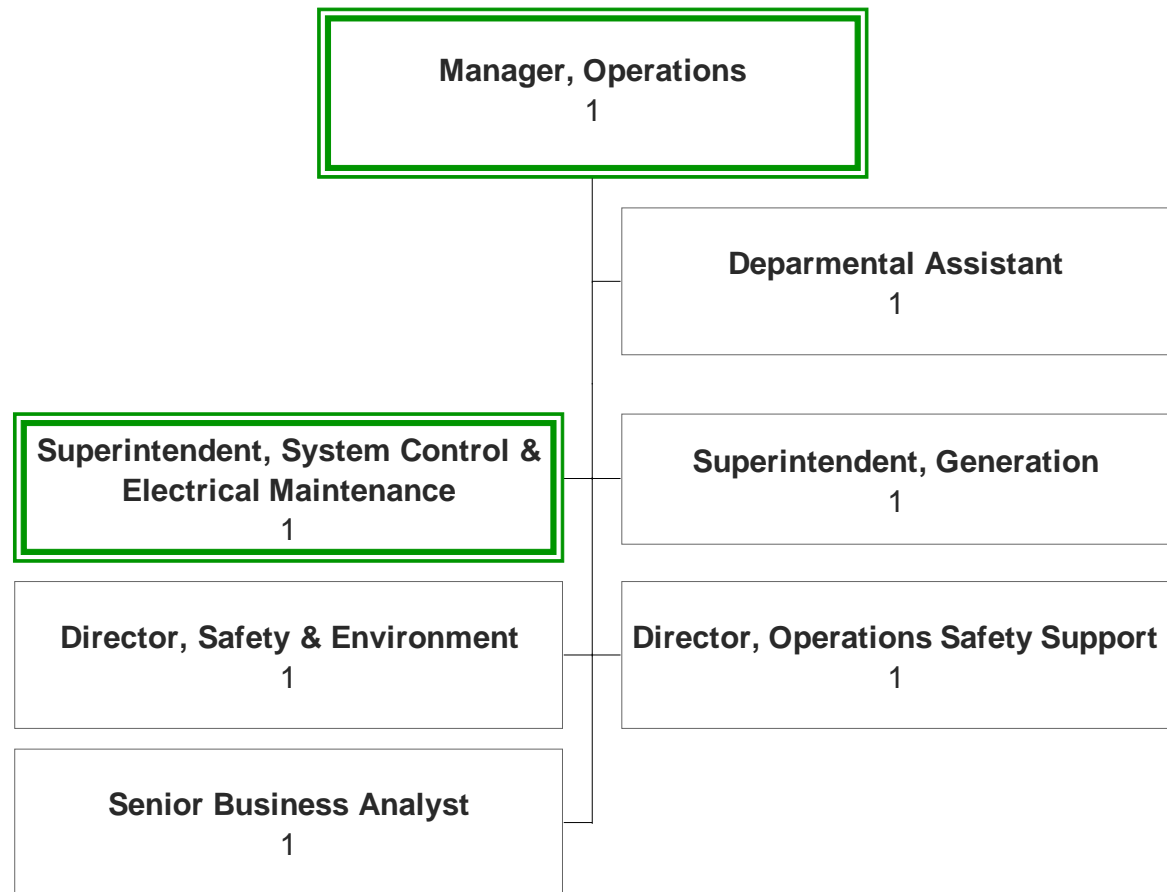 Manager, Operations
1
Deparmental Assistant
1
Superintendent, System Control &
Electrical Maintenance
1
Superintendent, Generation
1
Director, Safety & Environment
1
Director, Operations Safety Support
1
Senior Business Analyst
1